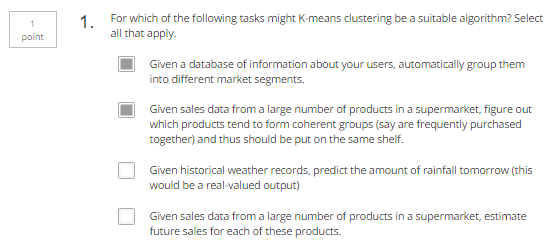 1
point
1. For which of the following tasks might K-means clustering be a suitable algorithm? Select
all that apply.
Given a database of information about your users, automatically group them
into different market segments.
Given sales data from a large number of products in a supermarket, figure out
which products tend to form coherent groups (say are frequently purchased
together) and thus should be put on the same shelf.
Given historical weather records, predict the amount of rainfall tomorrow (this
would be a real-valued output)
Given sales data from a large number of products in a supermarket, estimate
future sales for each of these products.